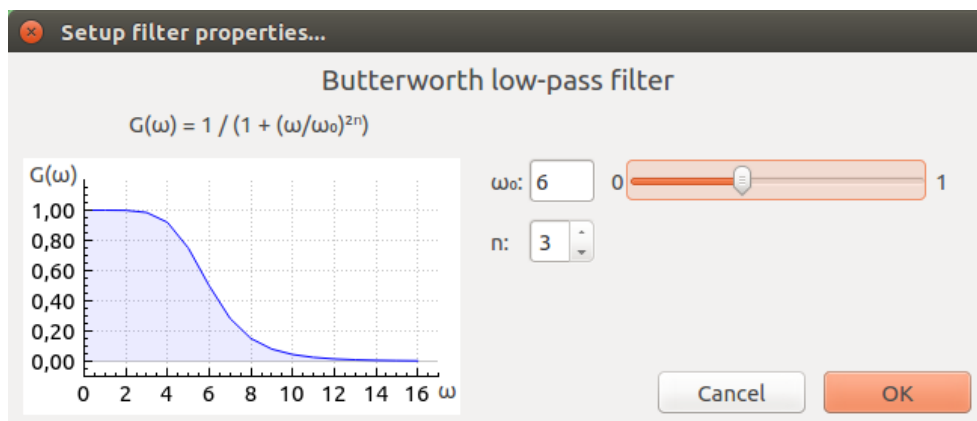 Setup filter properties...
Butterworth low-pass filter
G(ω) = 1 / (1 + (ω/ω₀)²ⁿ)
G(ω)
1,00
0,80
0,60
0,40
0,20
0,00
0 2 4 6 8 10 12 14 16 ω
ω₀: 6 0 1
n: 3
Cancel OK